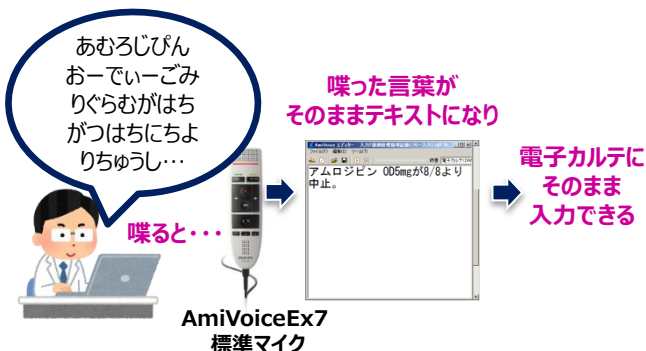 あむろじぴん
おーでぃーごみ
りぐらむがはち
がつはちにちよ
りちゅうし…
喋ると・・・
喋った言葉が
そのままテキストになり
アムロジピン OD5mgが8/8より
中止。
電子カルテに
そのまま
入力できる
AmiVoiceEx7
標準マイク